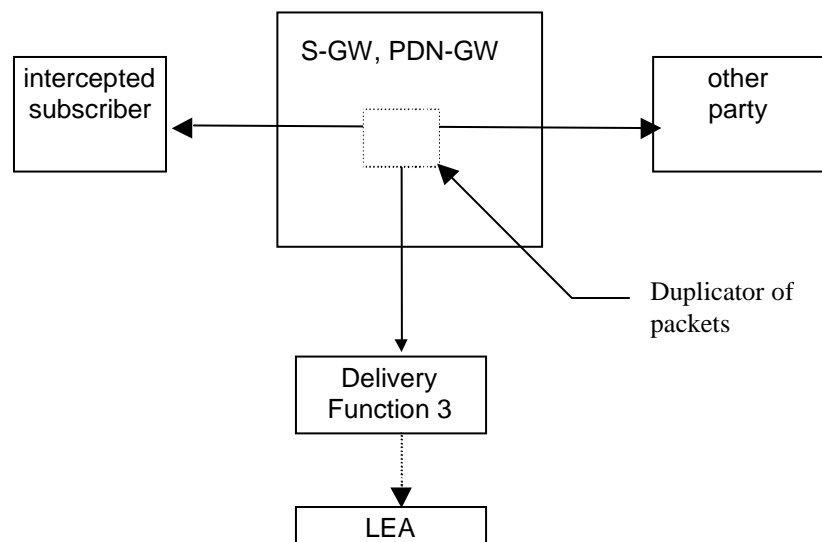 S-GW, PDN-GW
intercepted
subscriber
other
party
Duplicator of
packets
Delivery
Function 3
LEA